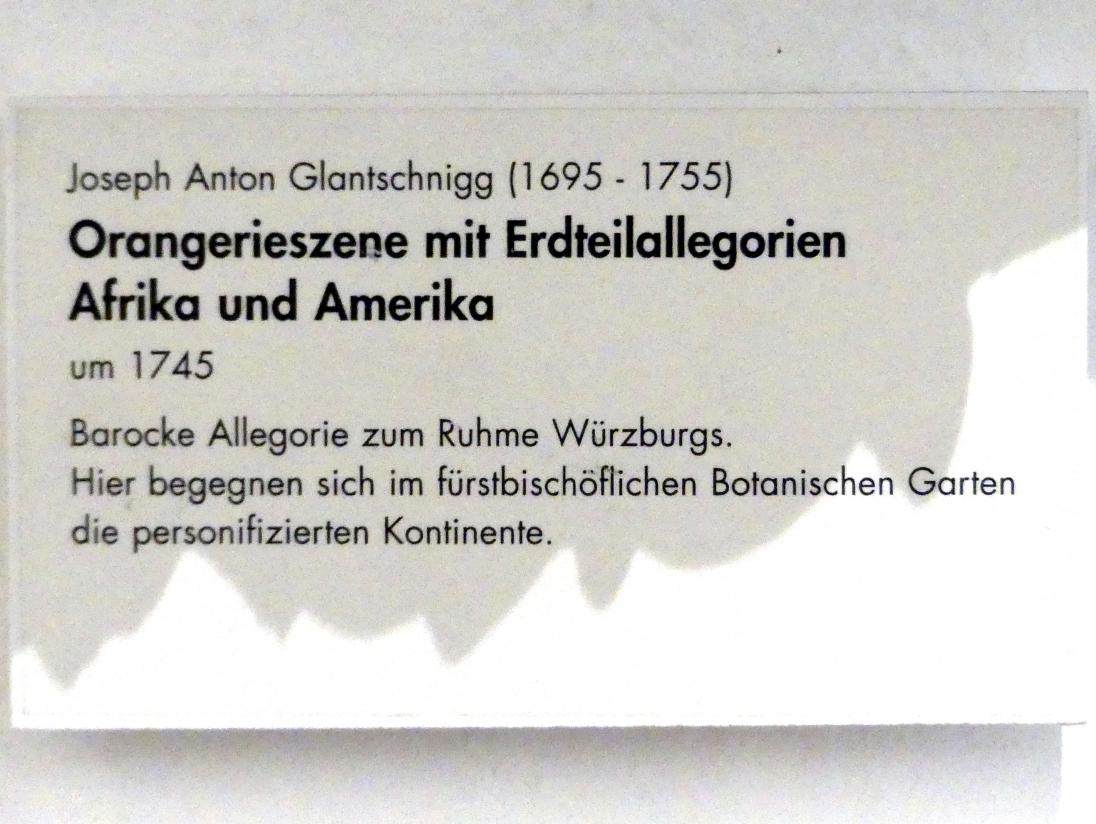 Joseph Anton Glantschnigg (1695 - 1755)
Orangerieszene mit Erdteilallegorien
Afrika und Amerika
um 1745
Barocke Allegorie zum Ruhme Würzburgs.
Hier begegnen sich im fürstbischöflichen Botanischen Garten
die personifizierten Kontinente.